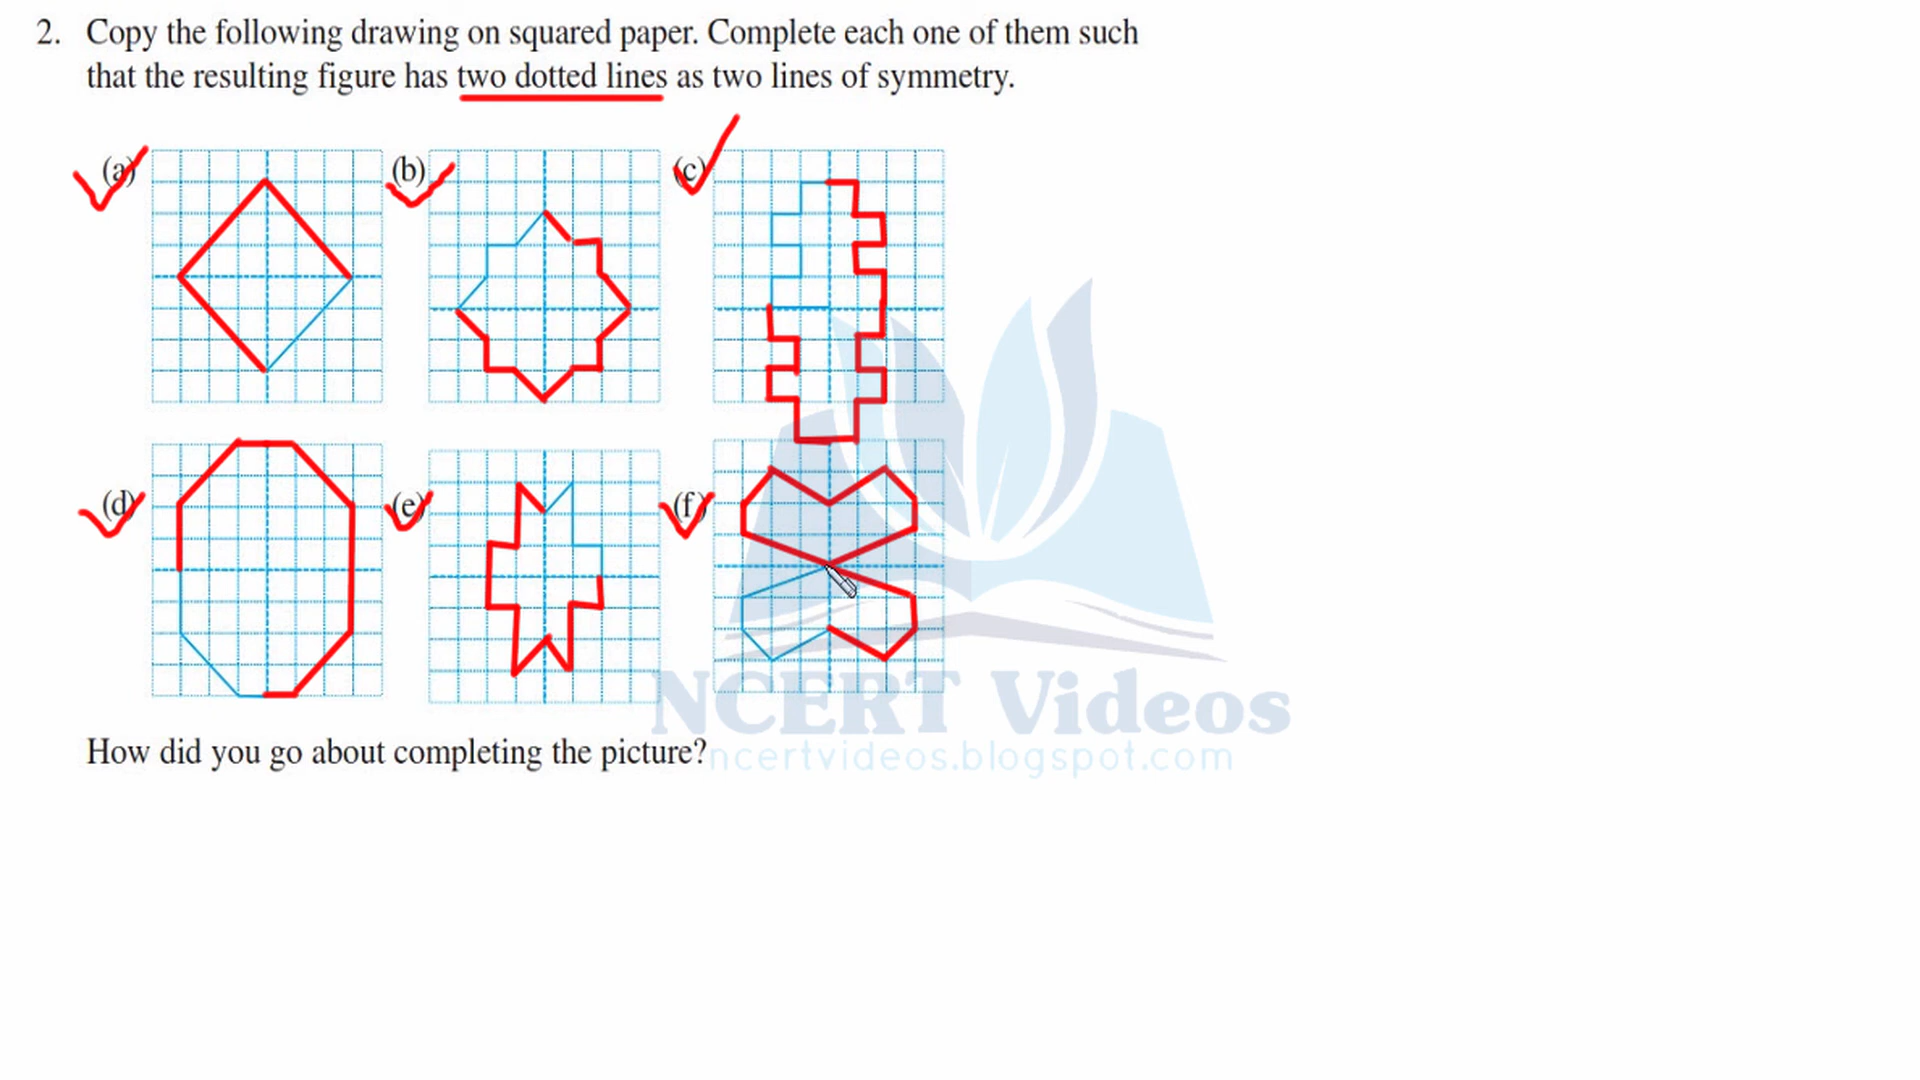 2. Copy the following drawing on squared paper. Complete each one of them such
that the resulting figure has two dotted lines as two lines of symmetry.
(a) (b) (c)
(d) (e) (f)
NCERT Videos
How did you go about completing the picture?
ncertvideos.blogspot.com